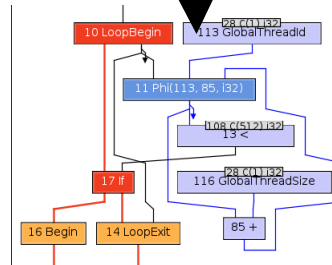 28 C(1) i32
10 LoopBegin
113 GlobalThreadId
11 Phi(113, 85, i32)
108 C(512) i32
13 <
17 If
28 C(1) i32
116 GlobalThreadSize
16 Begin
14 LoopExit
85 +